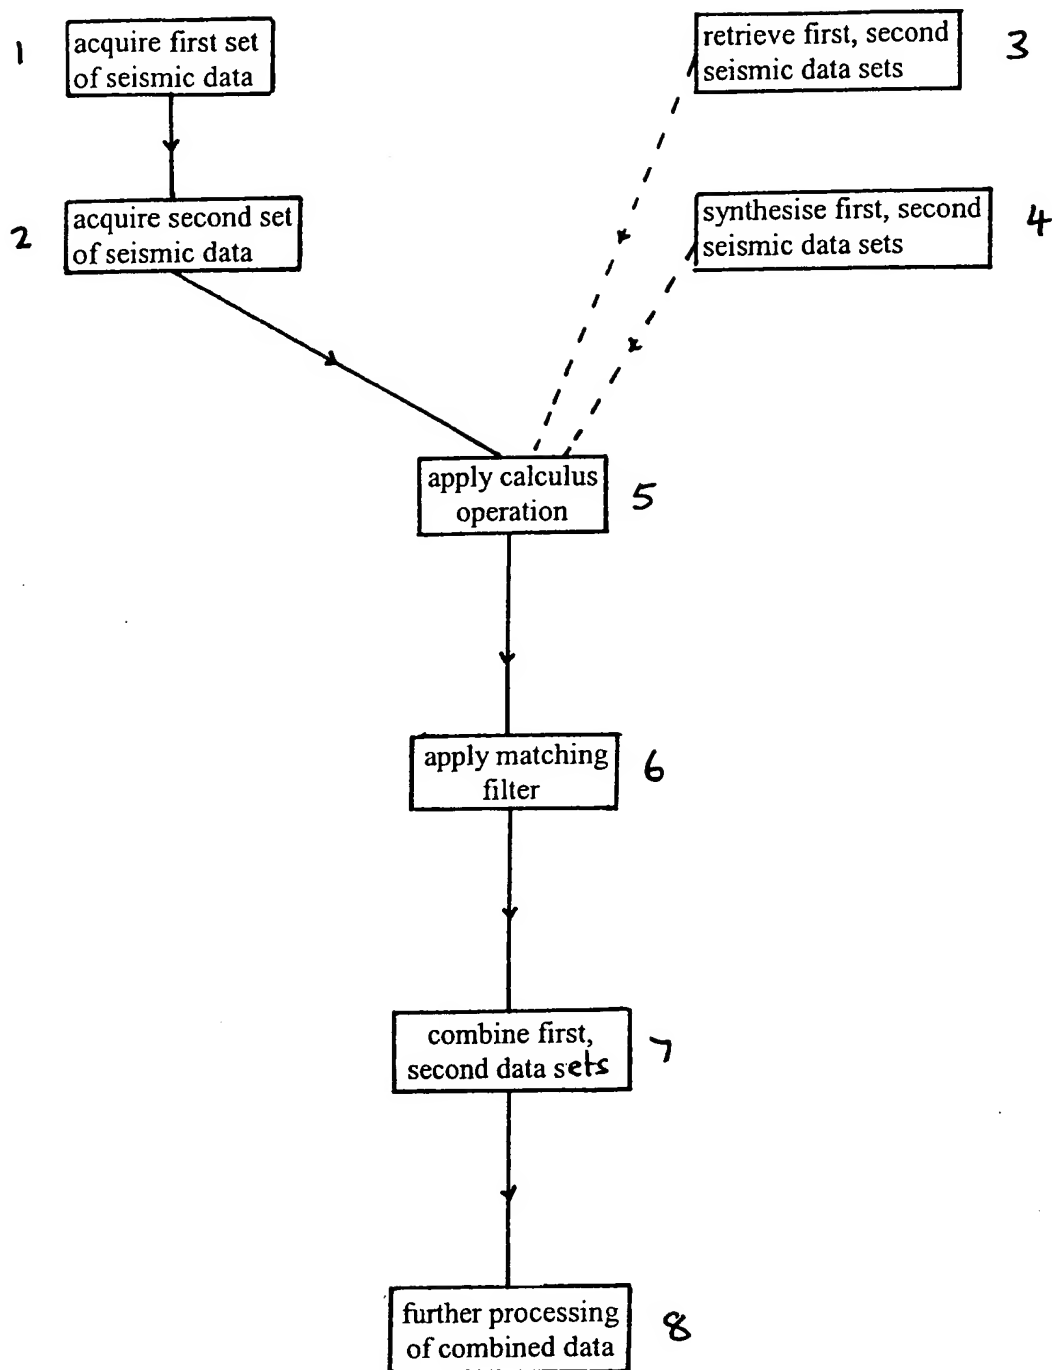 1
acquire first set
of seismic data
retrieve first, second
seismic data sets
3
2
acquire second set
of seismic data
synthesise first, second
seismic data sets
4
apply calculus
operation
5
apply matching
filter
6
combine first,
second data sets
7
further processing
of combined data
8